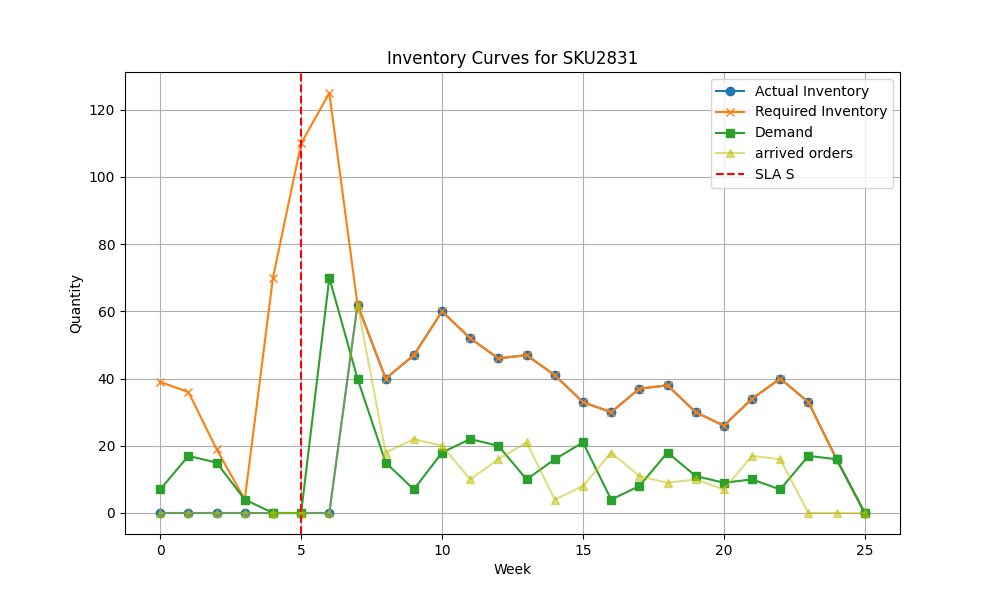 Inventory Curves for SKU2831
Actual Inventory
Required Inventory
Demand
arrived orders
SLA S
120
100
80
60
40
20
0
Quantity
0 5 10 15 20 25
Week